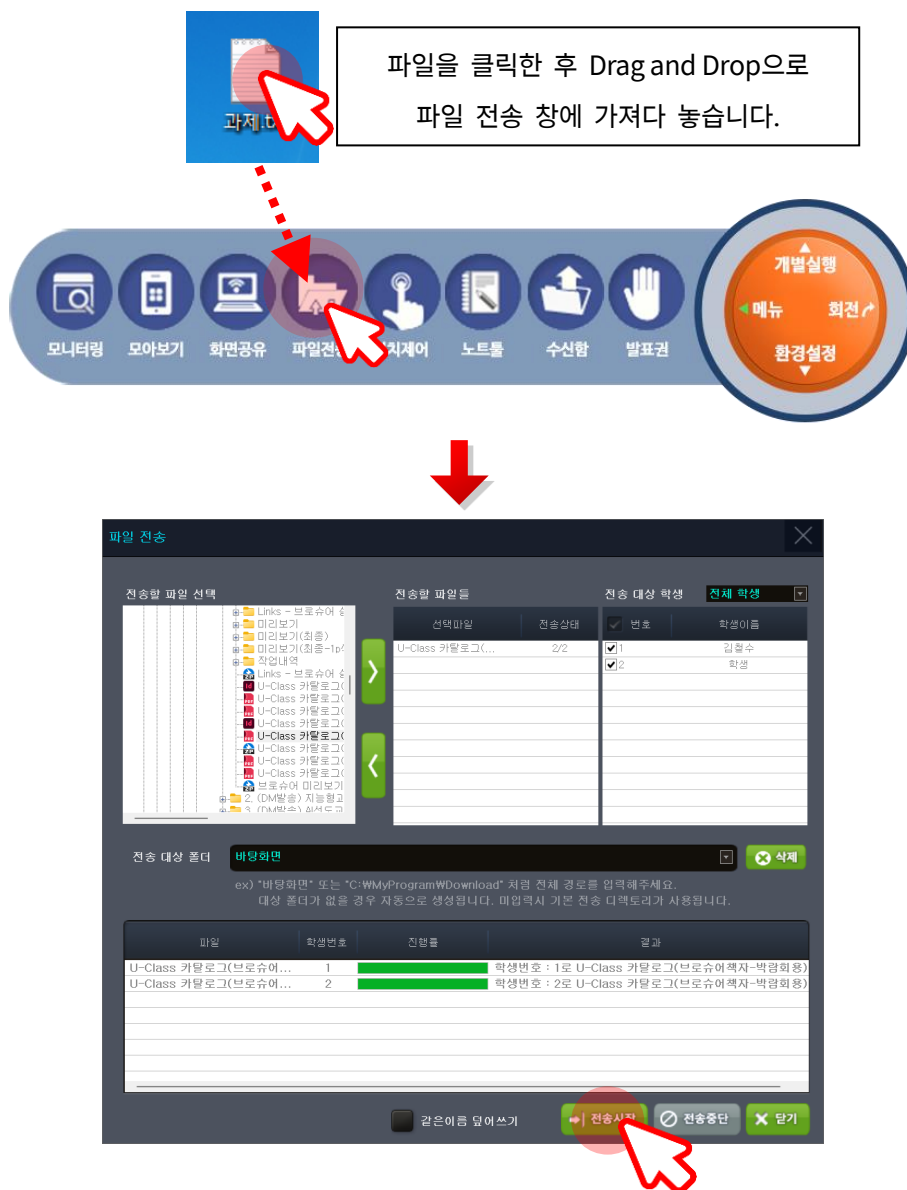 파일을 클릭한 후 Drag and Drop으로
파일 전송 창에 가져다 놓습니다.
과제.t
개별실행
메뉴 회전
환경설정
모니터링 모아보기 화면공유 파일전 치제어 노트툴 수신함 발표권
파일 전송
전송할 파일 선택 전송할 파일들 전송 대상 학생 전체 학생
Links - 브로슈어
미리보기
미리보기(최종)
미리보기(최종-1p
작업내역
Links - 브로슈어
U-Class 카탈로그(
U-Class 카탈로그(
U-Class 카탈로그(
U-Class 카탈로그(
U-Class 카탈로그(
U-Class 카탈로그(
U-Class 카탈로그(
U-Class 카탈로그(
브로슈어 미리보기
2. (DM발송) 지능형고
3. (DM발송) AI선도고
선택파일 전송상태 번호 학생이름
U-Class 카탈로그(... 2/2 1 김철수
2 학생
전송 대상 폴더 바탕화면 삭제
ex) "바탕화면" 또는 "C:₩MyProgram₩Download" 처럼 전체 경로를 입력해주세요.
대상 폴더가 없을 경우 자동으로 생성됩니다. 미입력시 기본 전송 디렉토리가 사용됩니다.
파일 학생번호 진행률 결과
U-Class 카탈로그(브로슈어... 1 학생번호 : 1로 U-Class 카탈로그(브로슈어책자-박람회용)
U-Class 카탈로그(브로슈어... 2 학생번호 : 2로 U-Class 카탈로그(브로슈어책자-박람회용)
같은이름 덮어쓰기 전송시작 전송중단 닫기